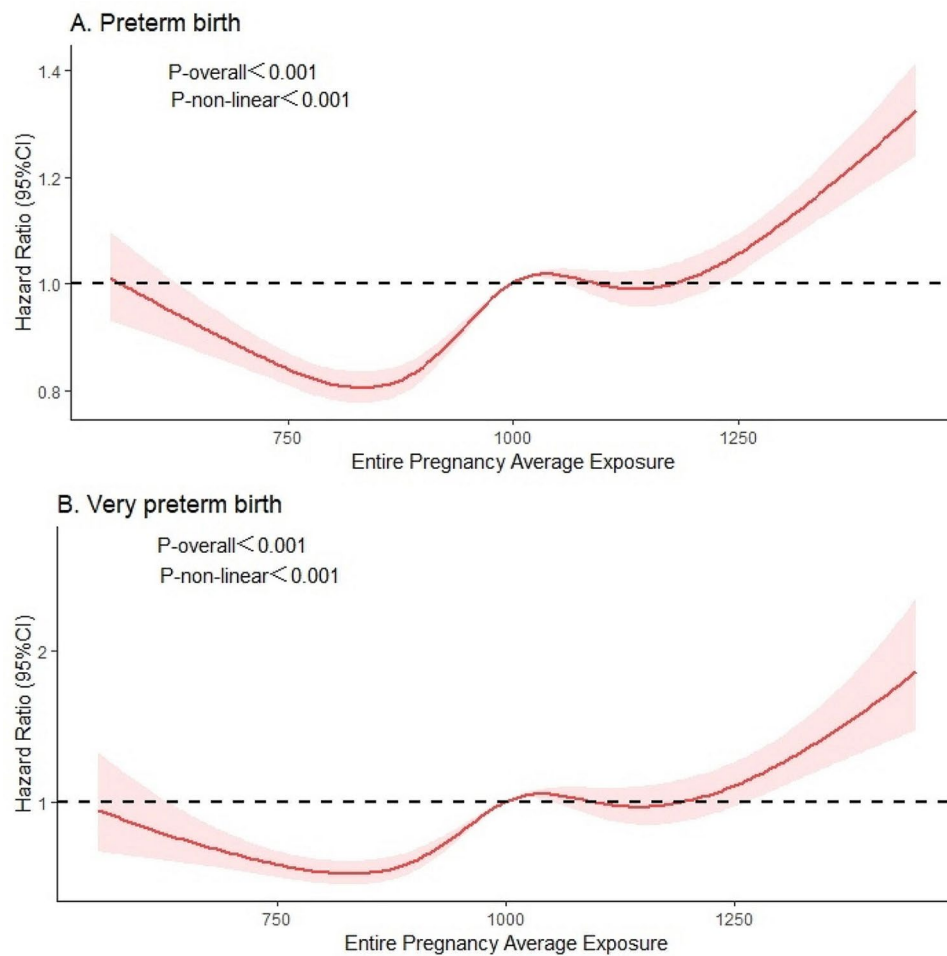 A. Preterm birth
P-overall<0.001
P-non-linear<0.001
1.4
1.2
1.0
0.8
Hazard Ratio (95%CI)
750
1000
1250
Entire Pregnancy Average Exposure
B. Very preterm birth
P-overall<0.001
P-non-linear<0.001
2
1
Hazard Ratio (95%CI)
750
1000
1250
Entire Pregnancy Average Exposure